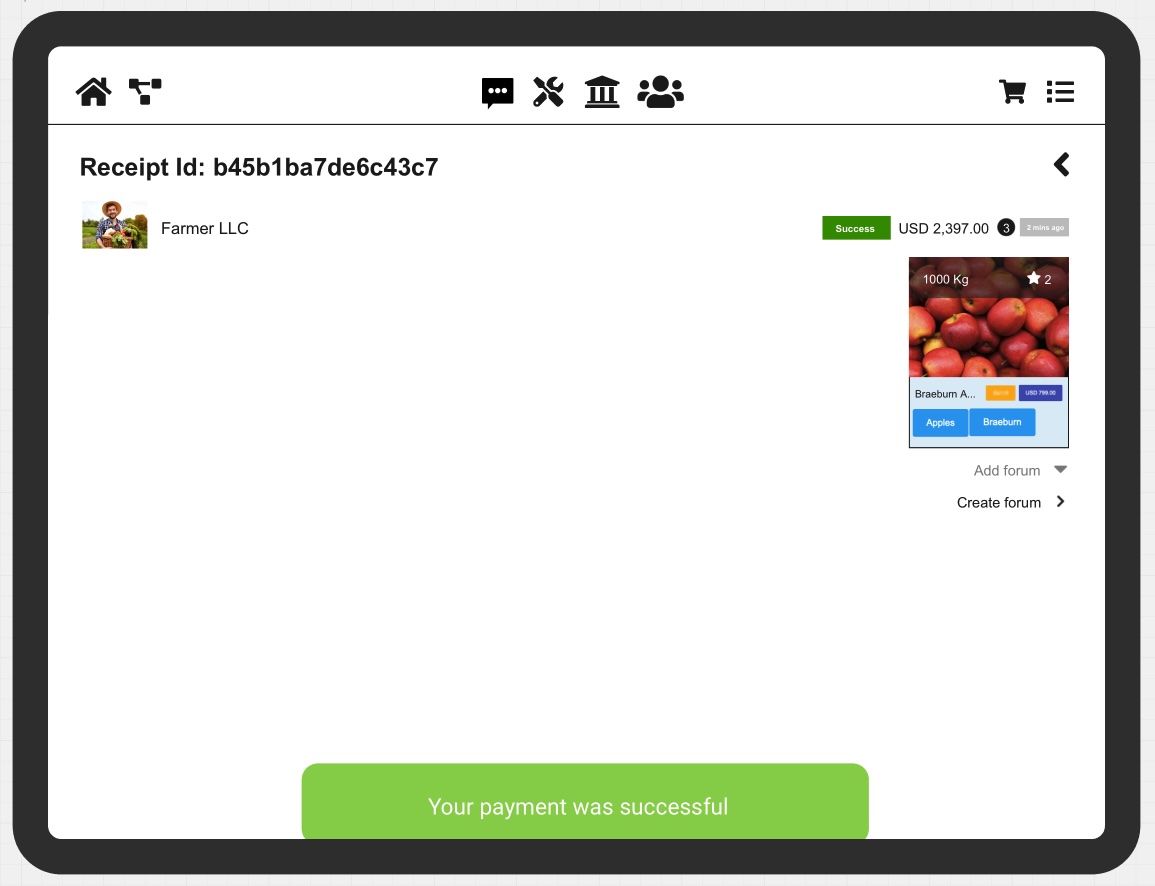 Receipt Id: b45b1ba7de6c43c7
Farmer LLC
Success USD 2,397.00 3 2 mins ago
1000 Kg 2
Braeburn A... USD 799.00
Apples Braeburn
Add forum
Create forum
Your payment was successful